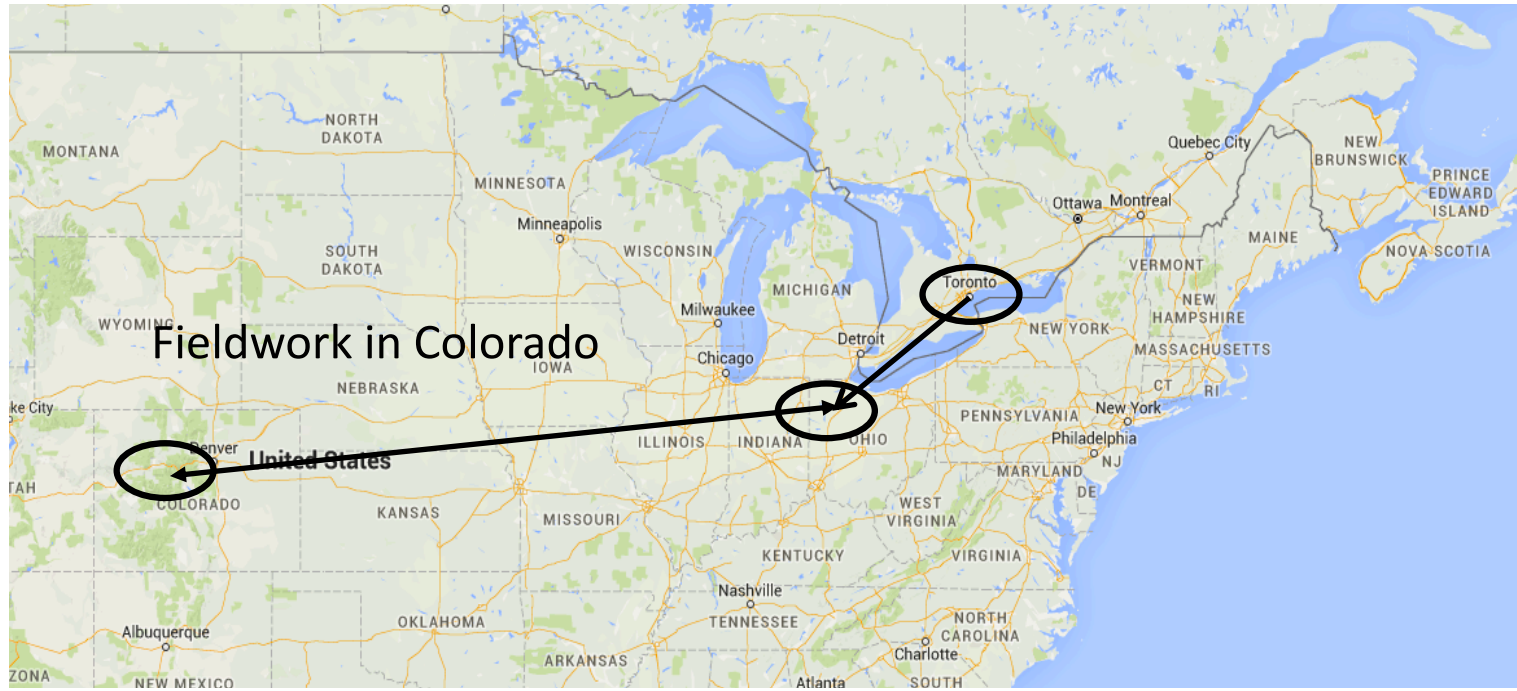 Quebec City
NEW
BRUNSWICK
NORTH
DAKOTA
MONTANA
PRINCE
EDWARD
ISLAND
MINNESOTA
Ottawa
Montreal
Minneapolis
MAINE
WISCONSIN
SOUTH
DAKOTA
NOVA SCOTIA
VERMONT
Toronto
MICHIGAN
NEW
HAMPSHIRE
Milwaukee
WYOMING
NEW YORK
Fieldwork in Colorado
Detroit
MASSACHUSETTS
Chicago
IOWA
NEBRASKA
CT
RI
ke City
PENNSYLVANIA
New York
ILLINOIS
INDIANA
OHIO
Philadelphia
Denver
United States
NJ
MARYLAND
TAH
DE
COLORADO
KANSAS
MISSOURI
WEST
VIRGINIA
KENTUCKY
VIRGINIA
Nashville
OKLAHOMA
TENNESSEE
NORTH
CAROLINA
Albuquerque
Charlotte
ARKANSAS
ZONA
NEW MEXICO
Atlanta
SOUTH